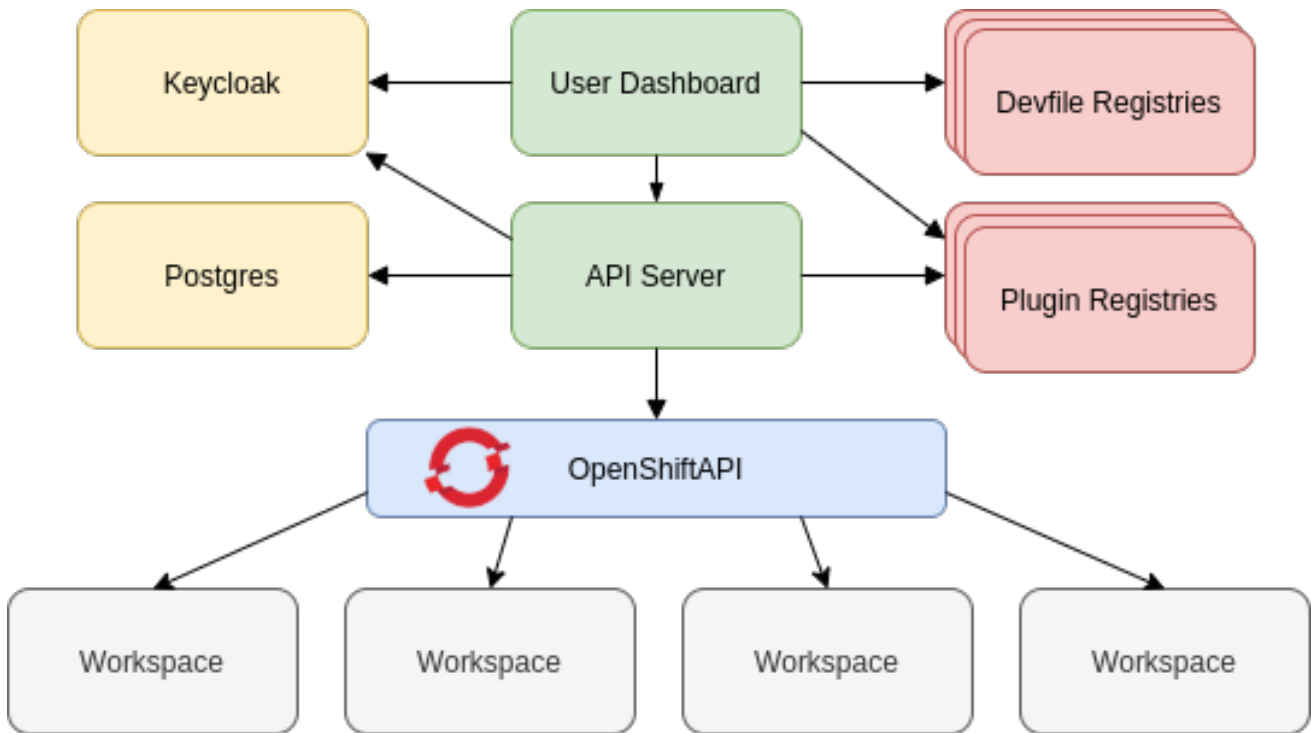 Keycloak
User Dashboard
Devfile Registries
Postgres
API Server
Plugin Registries
OpenShiftAPI
Workspace
Workspace
Workspace
Workspace